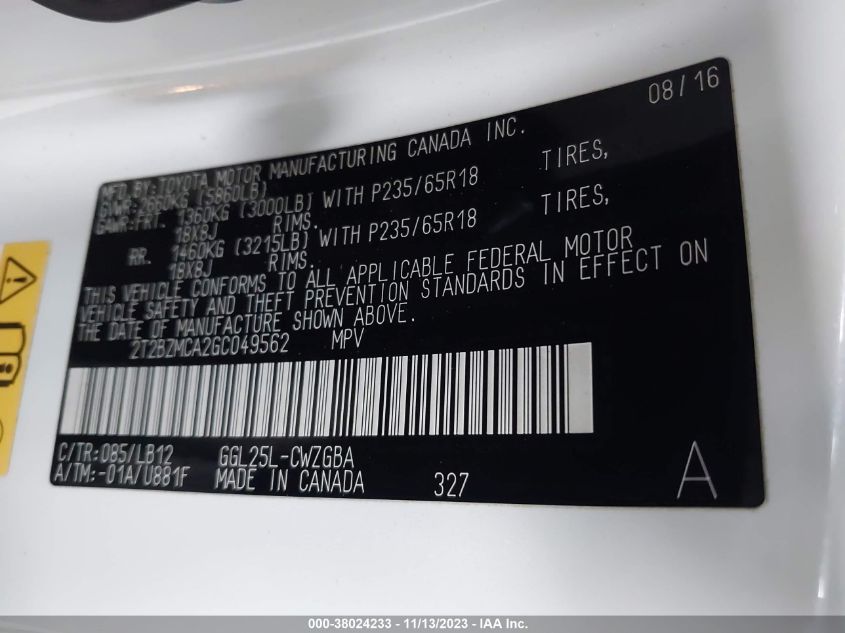 08/16
MFD.BY:TOYOTA MOTOR MANUFACTURING CANADA INC.
GVWR:2660KG (5860LB)
GAWR:FRT. 1360KG (3000LB) WITH P235/65R18 TIRES,
18X8J RIMS.
RR. 1460KG (3215LB) WITH P235/65R18 TIRES,
18X8J RIMS.
THIS VEHICLE CONFORMS TO ALL APPLICABLE FEDERAL MOTOR
VEHICLE SAFETY AND THEFT PREVENTION STANDARDS IN EFFECT ON
THE DATE OF MANUFACTURE SHOWN ABOVE.
2T2BZMCA2GC049562 MPV
C/TR:085/LB12 GGL25L-CWZGBA
A/TM:-01A/U881F MADE IN CANADA 327
A
000-38024233 - 11/13/2023 - IAA Inc.